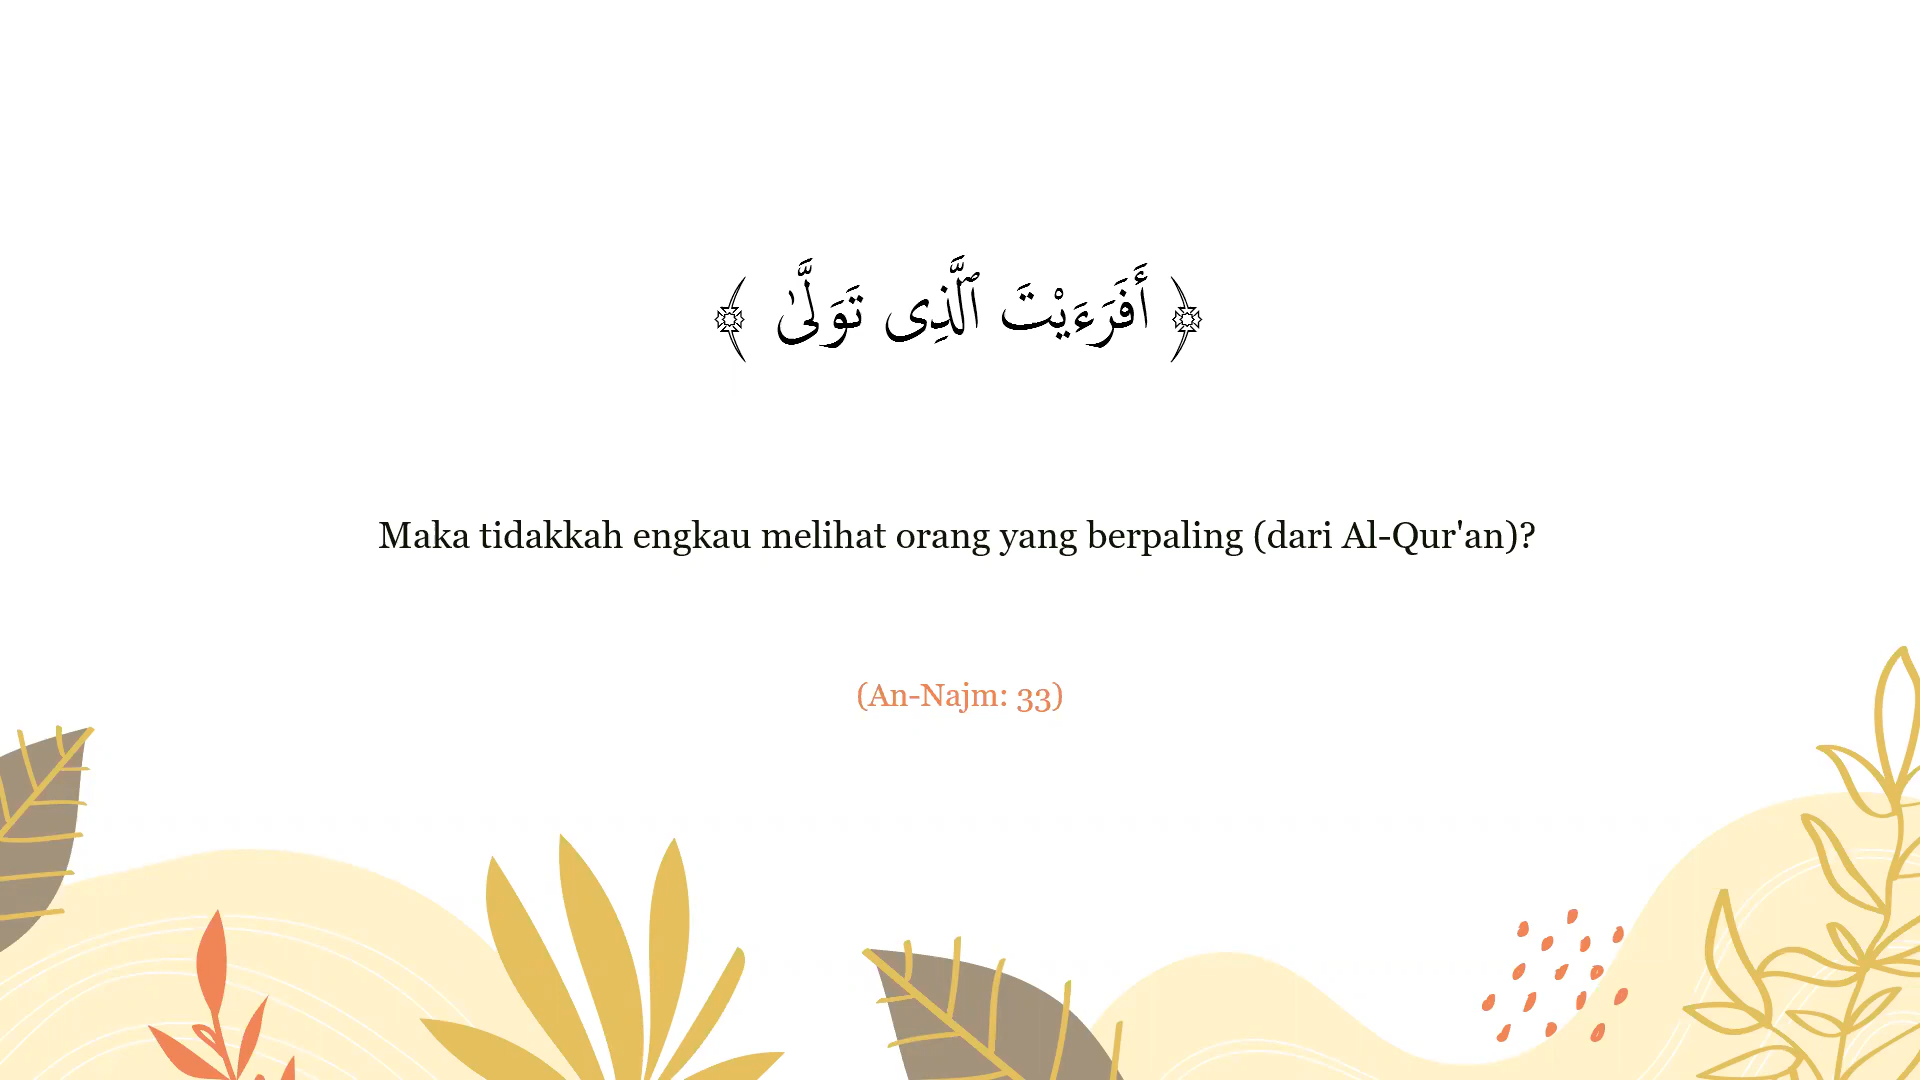 ﴿ أَفَرَءَيْتَ ٱلَّذِى تَوَلَّىٰ ﴾
Maka tidakkah engkau melihat orang yang berpaling (dari Al-Qur'an)?
(An-Najm: 33)